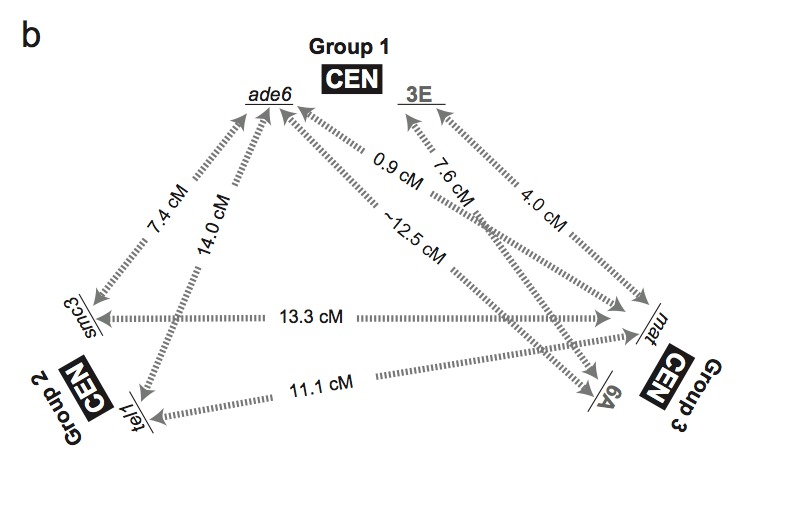 b
Group 1
CEN
ade6
3E
0.9 cM
7.6 cM
4.0 cM
7.4 cM
14.0 cM
~12.5 cM
smc3
13.3 cM
mat
CEN
Group 2
tel1
11.1 cM
6A
CEN
Group 3